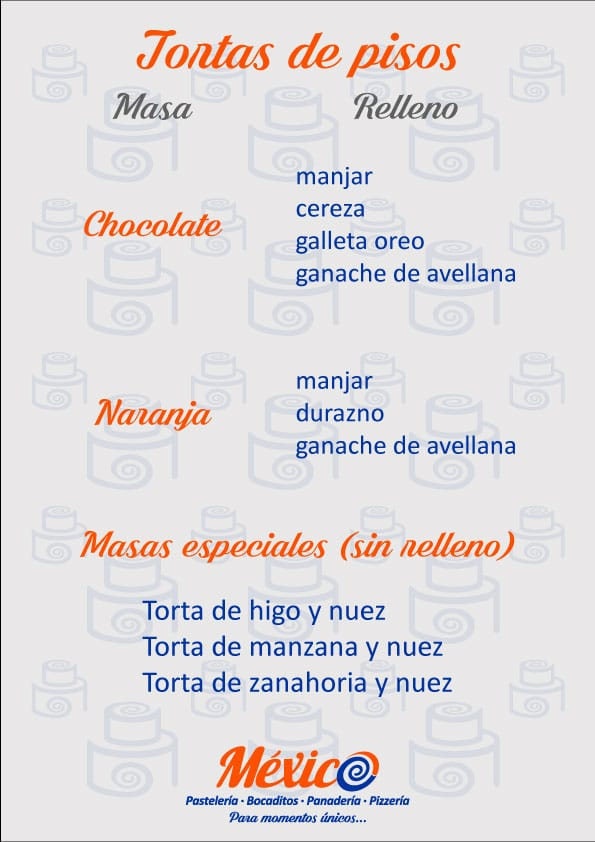 Tortas de pisos
Masa Relleno
manjar
cereza
Chocolate
galleta oreo
ganache de avellana
manjar
Naranja
durazno
ganache de avellana
Masas especiales (sin relleno)
Torta de higo y nuez
Torta de manzana y nuez
Torta de zanahoria y nuez
México
Pastelería · Bocaditos · Panadería · Pizzería
Para momentos únicos...